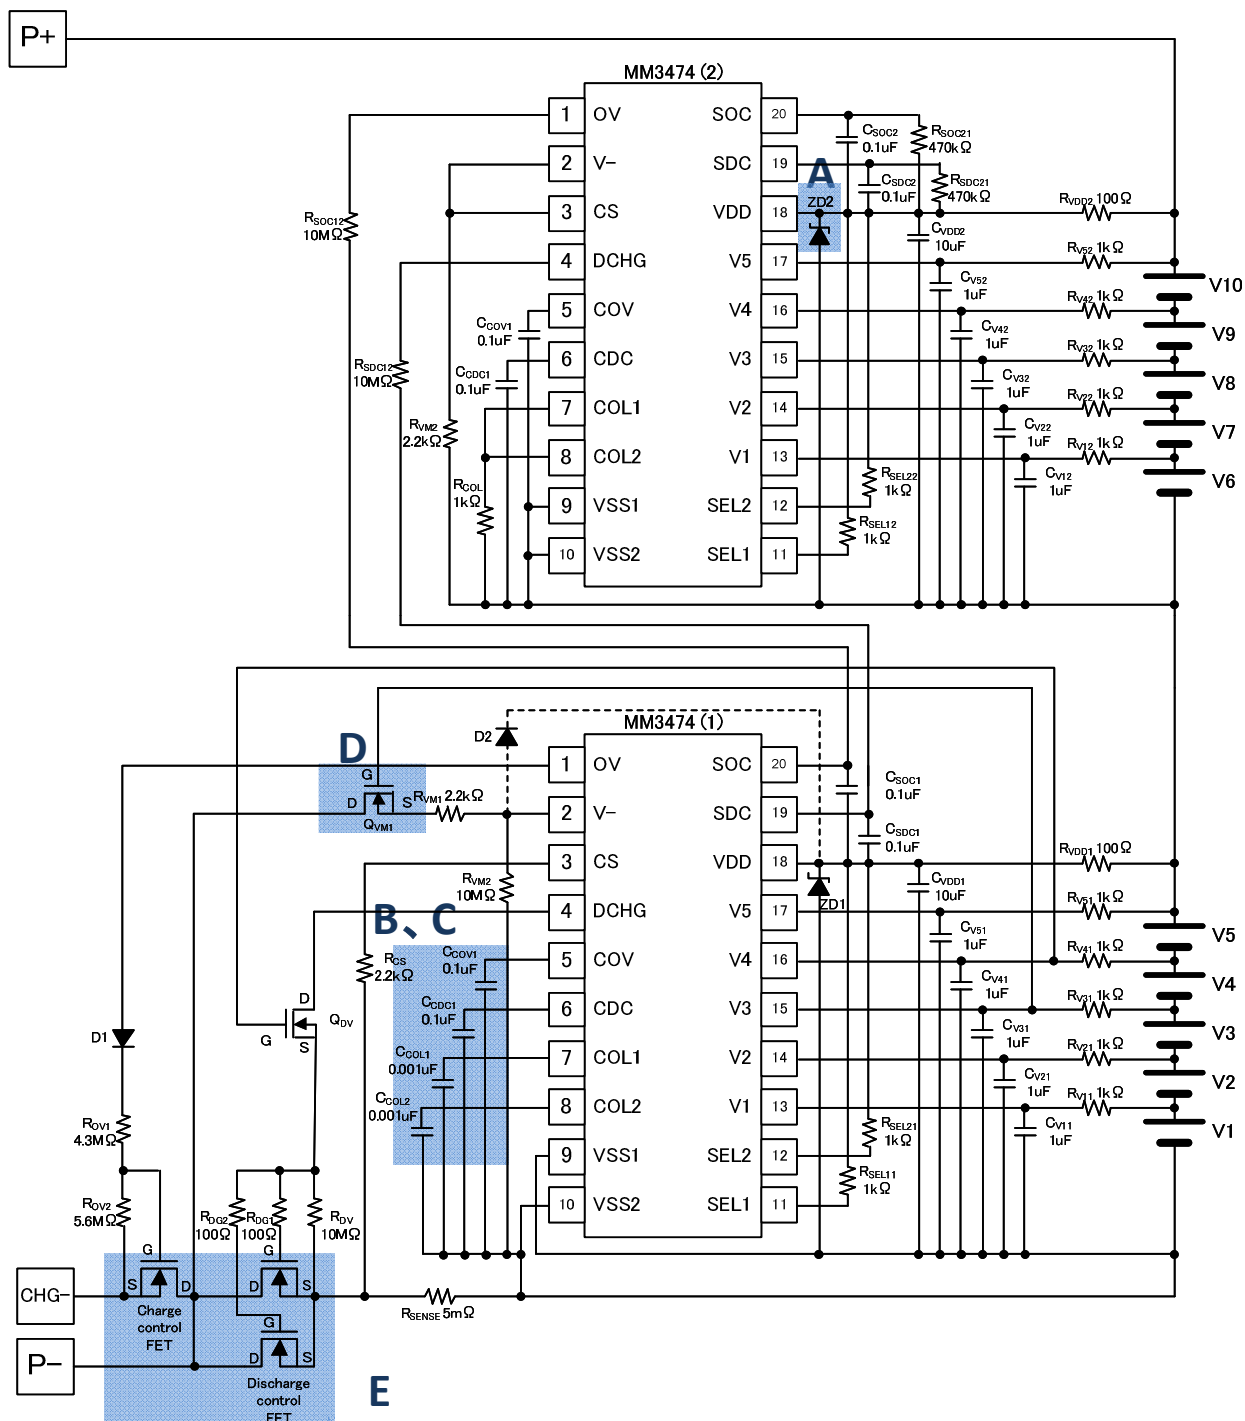 P+
MM3474 (2)
1 OV SOC 20
2 V- SDC 19
3 CS VDD 18
4 DCHG V5 17
5 COV V4 16
6 CDC V3 15
7 COL1 V2 14
8 COL2 V1 13
9 VSS1 SEL2 12
10 VSS2 SEL1 11
CSOC2
0.1uF
RSOC21
470kΩ
A
CSDC2
0.1uF
RSDC21
470kΩ
ZD2
RVDD2 100Ω
CVDD2
10uF
RSOC12
10MΩ
RV52 1kΩ
CV52
1uF
V10
RV42 1kΩ
CV42
1uF
V9
CCOV1
0.1uF
RV32 1kΩ
CV32
1uF
V8
RSDC12
10MΩ
CCDC1
0.1uF
RV22 1kΩ
CV22
1uF
V7
RVM2
2.2kΩ
RV12 1kΩ
CV12
1uF
V6
RCOL
1kΩ
RSEL22
1kΩ
RSEL12
1kΩ
MM3474 (1)
1 OV SOC 20
2 V- SDC 19
3 CS VDD 18
4 DCHG V5 17
5 COV V4 16
6 CDC V3 15
7 COL1 V2 14
8 COL2 V1 13
9 VSS1 SEL2 12
10 VSS2 SEL1 11
D2
D
G
D S
QVM1
RVM1 2.2kΩ
CSOC1
0.1uF
CSDC1
0.1uF
RVDD1 100Ω
RVM2
10MΩ
CVDD1
10uF
ZD1
B、C
RV51 1kΩ
CV51
1uF
V5
RCS
2.2kΩ
CCOV1
0.1uF
RV41 1kΩ
CV41
1uF
V4
CCDC1
0.1uF
RV31 1kΩ
CV31
1uF
V3
D
QDV
G
S
D1
CCOL1
0.001uF
RV21 1kΩ
CV21
1uF
V2
CCOL2
0.001uF
RV11 1kΩ
CV11
1uF
V1
ROV1
4.3MΩ
RSEL21
1kΩ
RSEL11
1kΩ
ROV2
5.6MΩ
RDG2
100Ω
RDG1
100Ω
RDV
10MΩ
G
G
S D
D S
CHG-
Charge
control
FET
RSENSE 5mΩ
G
D S
P-
Discharge
control
FET
E